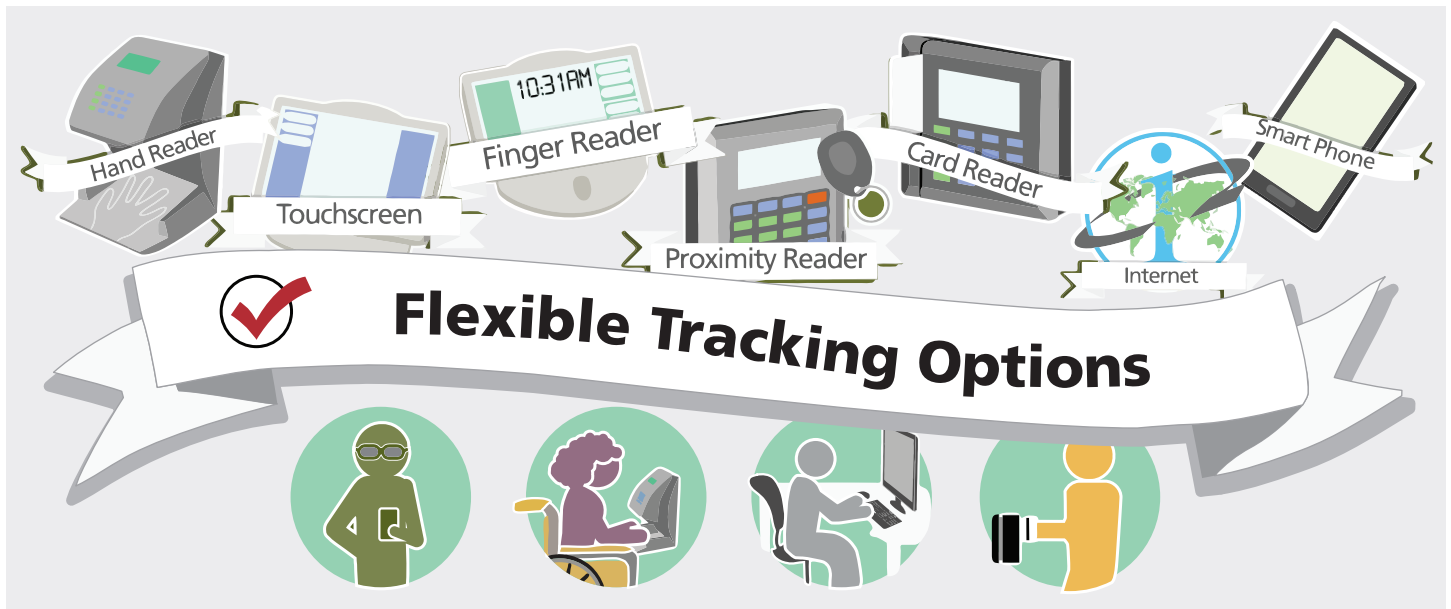 Hand Reader
Touchscreen
10:31AM
Finger Reader
Proximity Reader
Card Reader
Internet
Smart Phone
Flexible Tracking Options